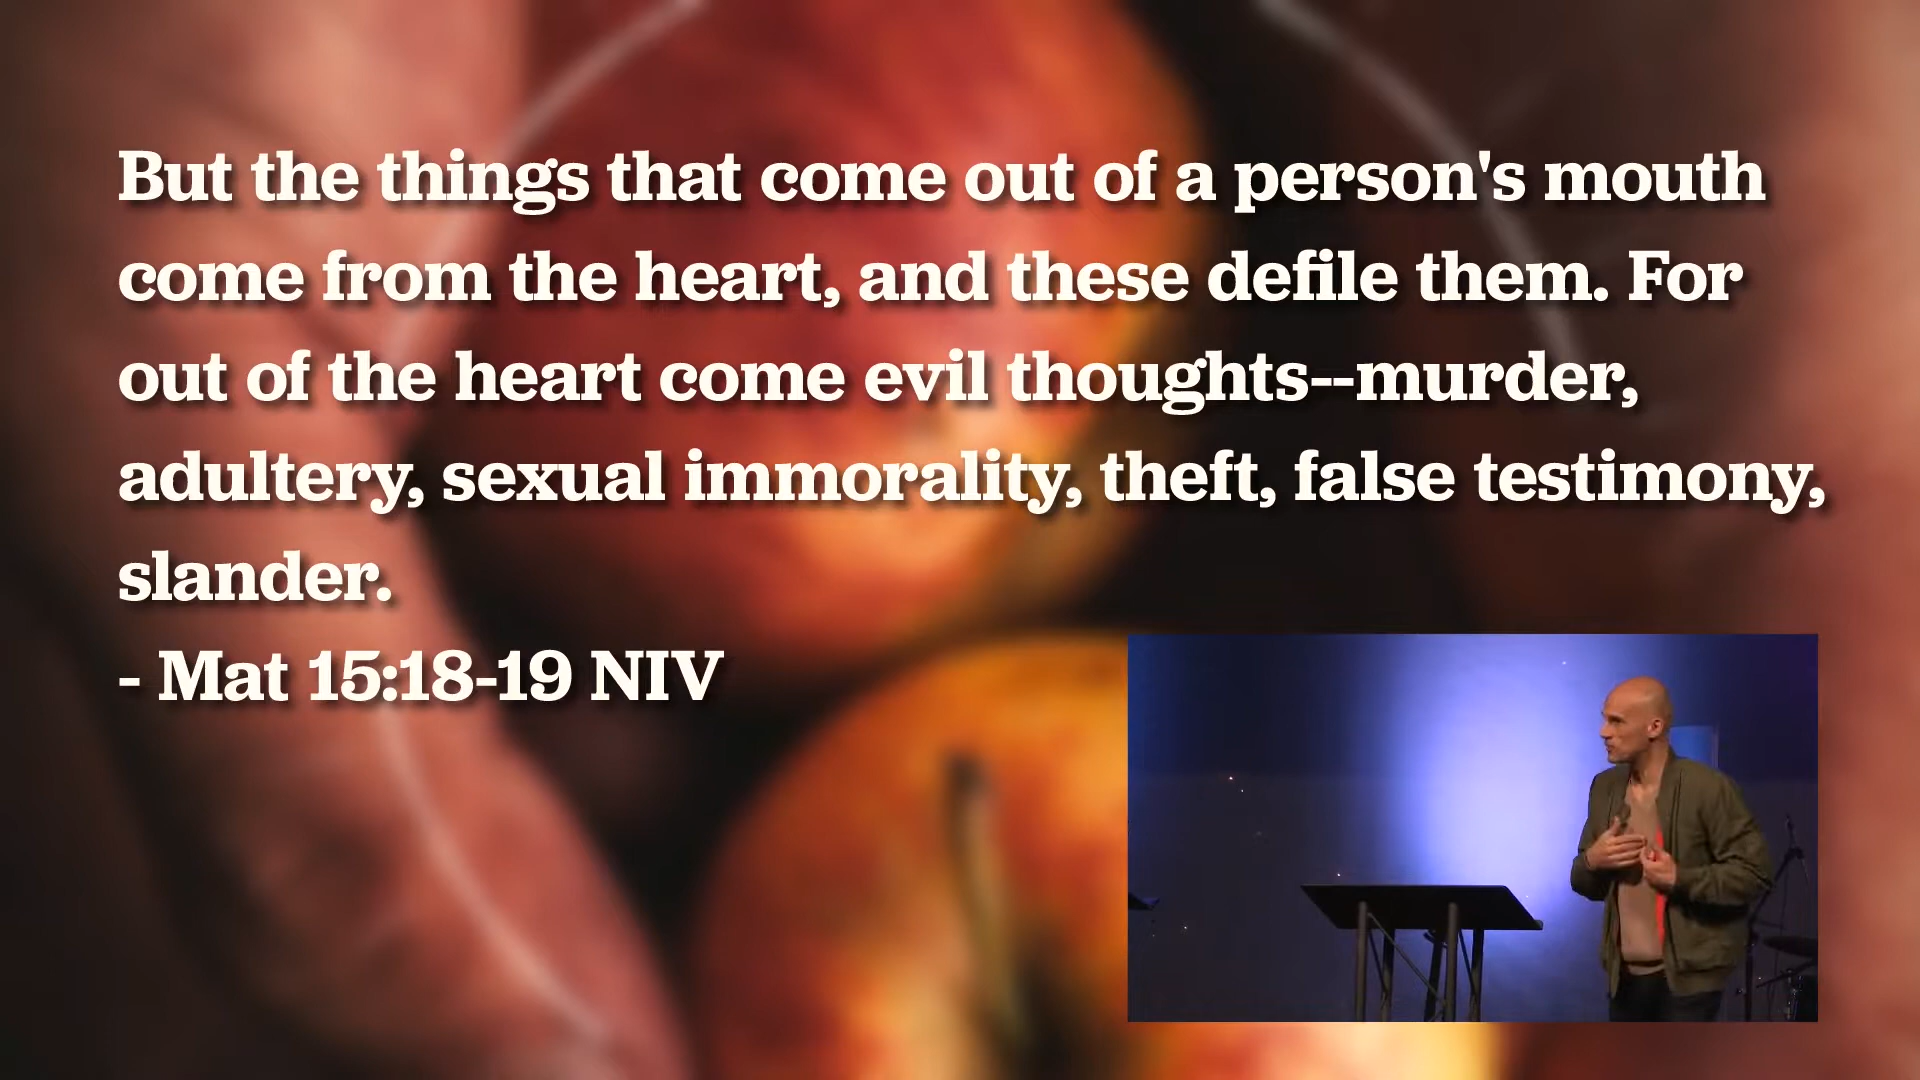 But the things that come out of a person's mouth
come from the heart, and these defile them. For
out of the heart come evil thoughts--murder,
adultery, sexual immorality, theft, false testimony,
slander.
- Mat 15:18-19 NIV